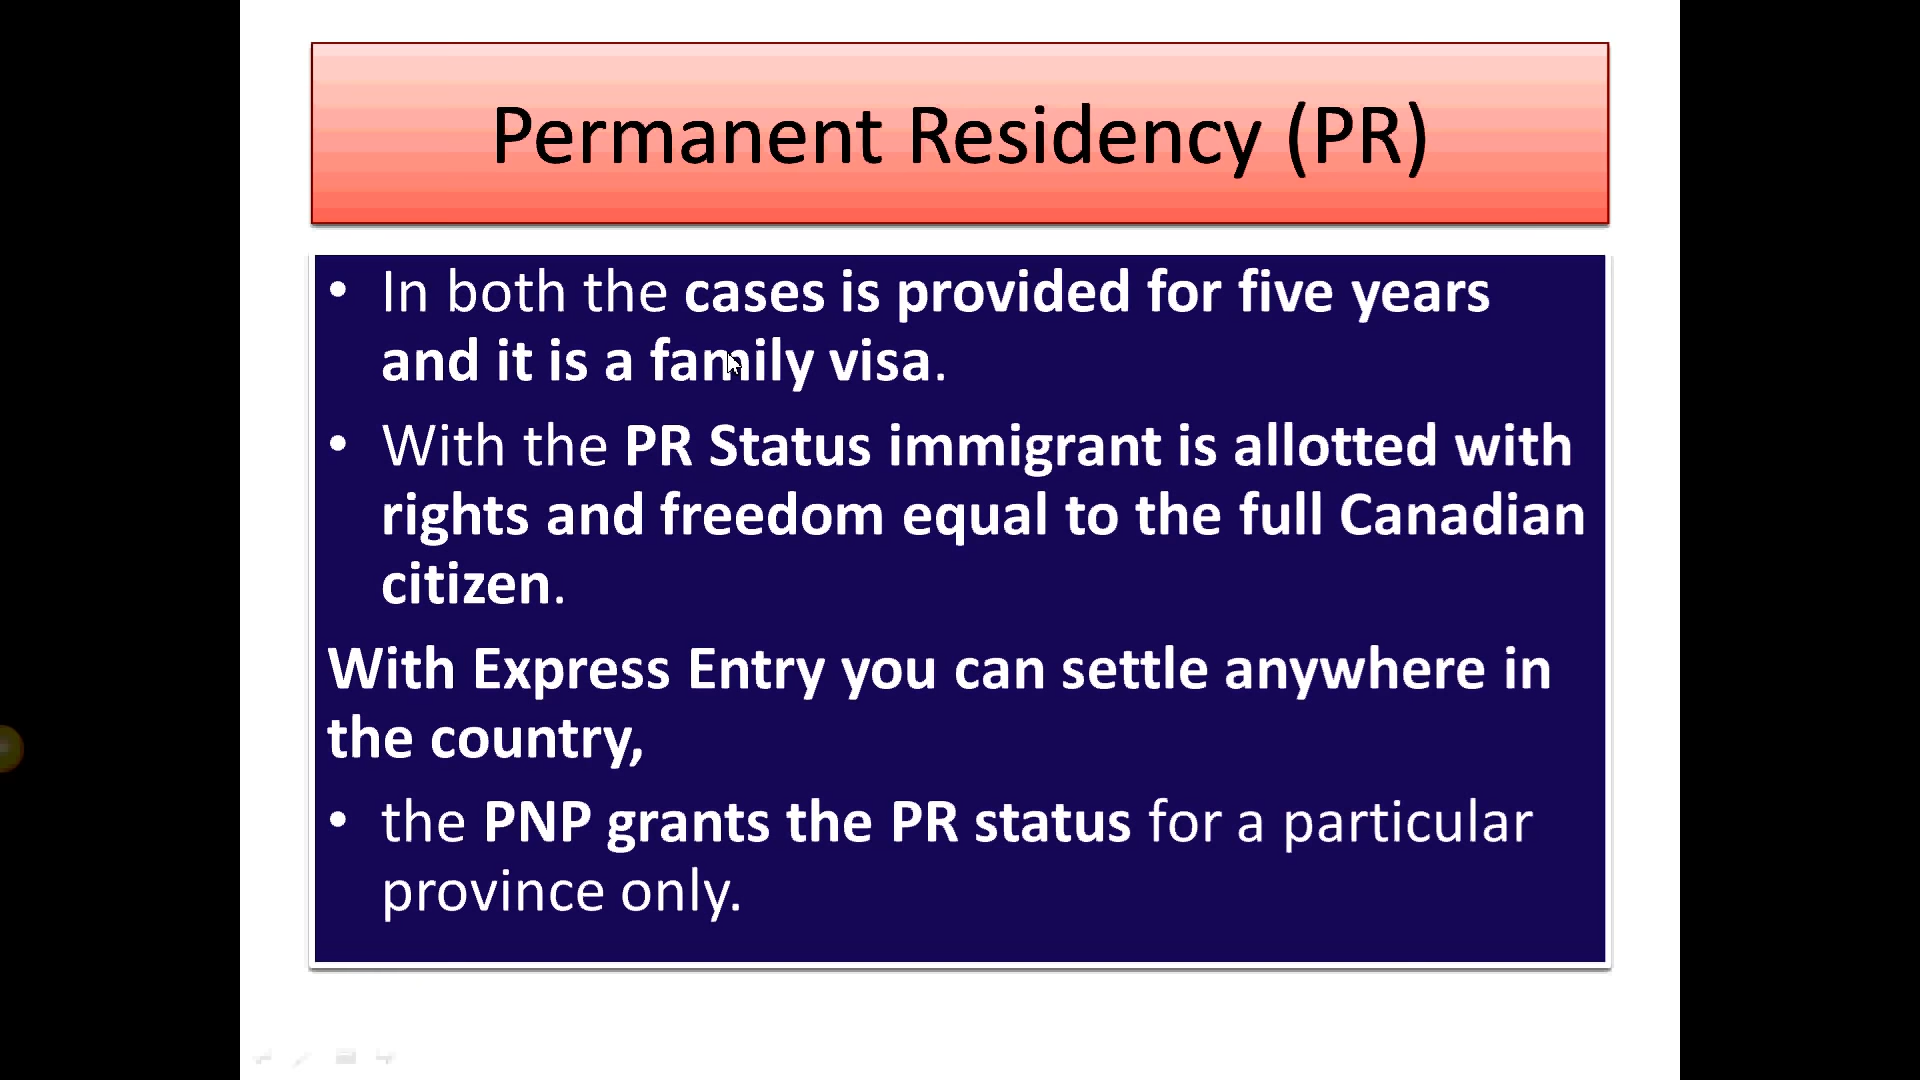 Permanent Residency (PR)
• In both the cases is provided for five years
and it is a family visa.
• With the PR Status immigrant is allotted with
rights and freedom equal to the full Canadian
citizen.
With Express Entry you can settle anywhere in
the country,
• the PNP grants the PR status for a particular
province only.